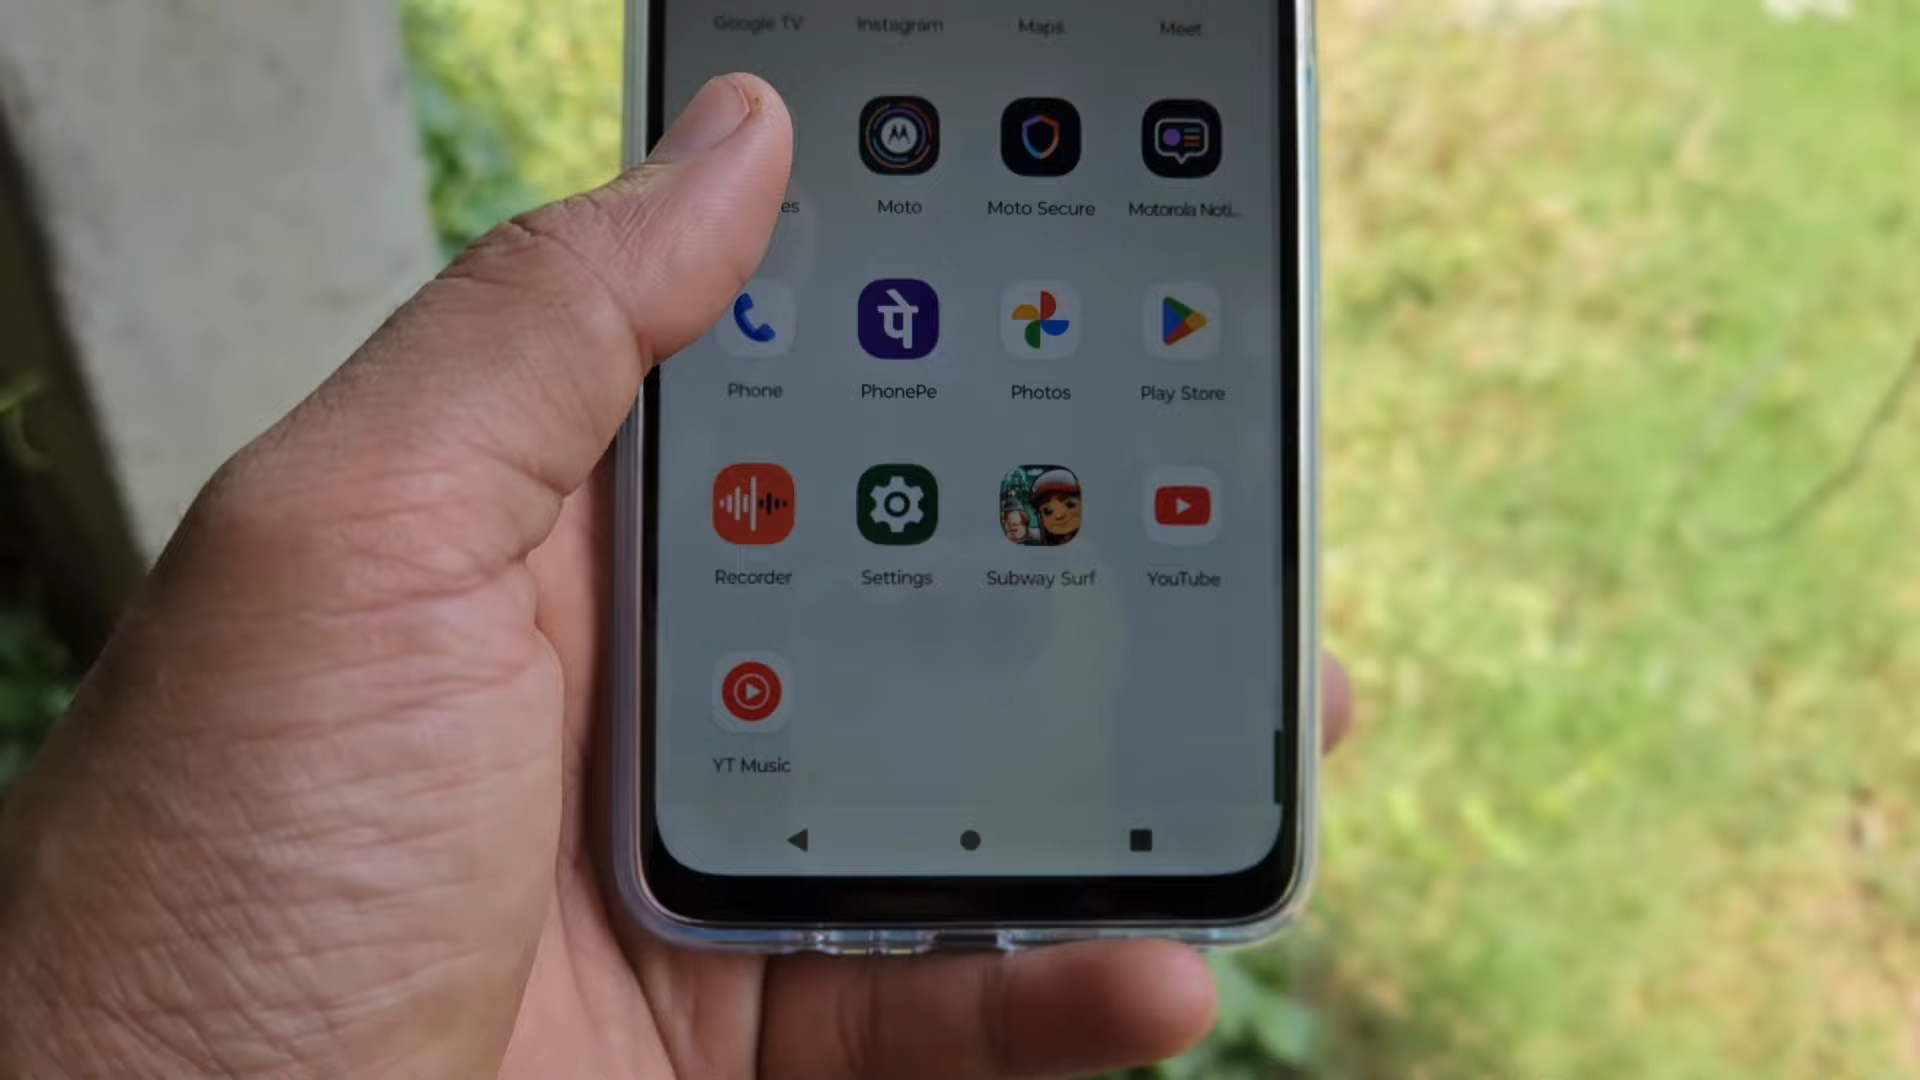 Google TV Instagram Maps Meet
es Moto Moto Secure Motorola Noti...
पे
Phone PhonePe Photos Play Store
Recorder Settings Subway Surf YouTube
YT Music